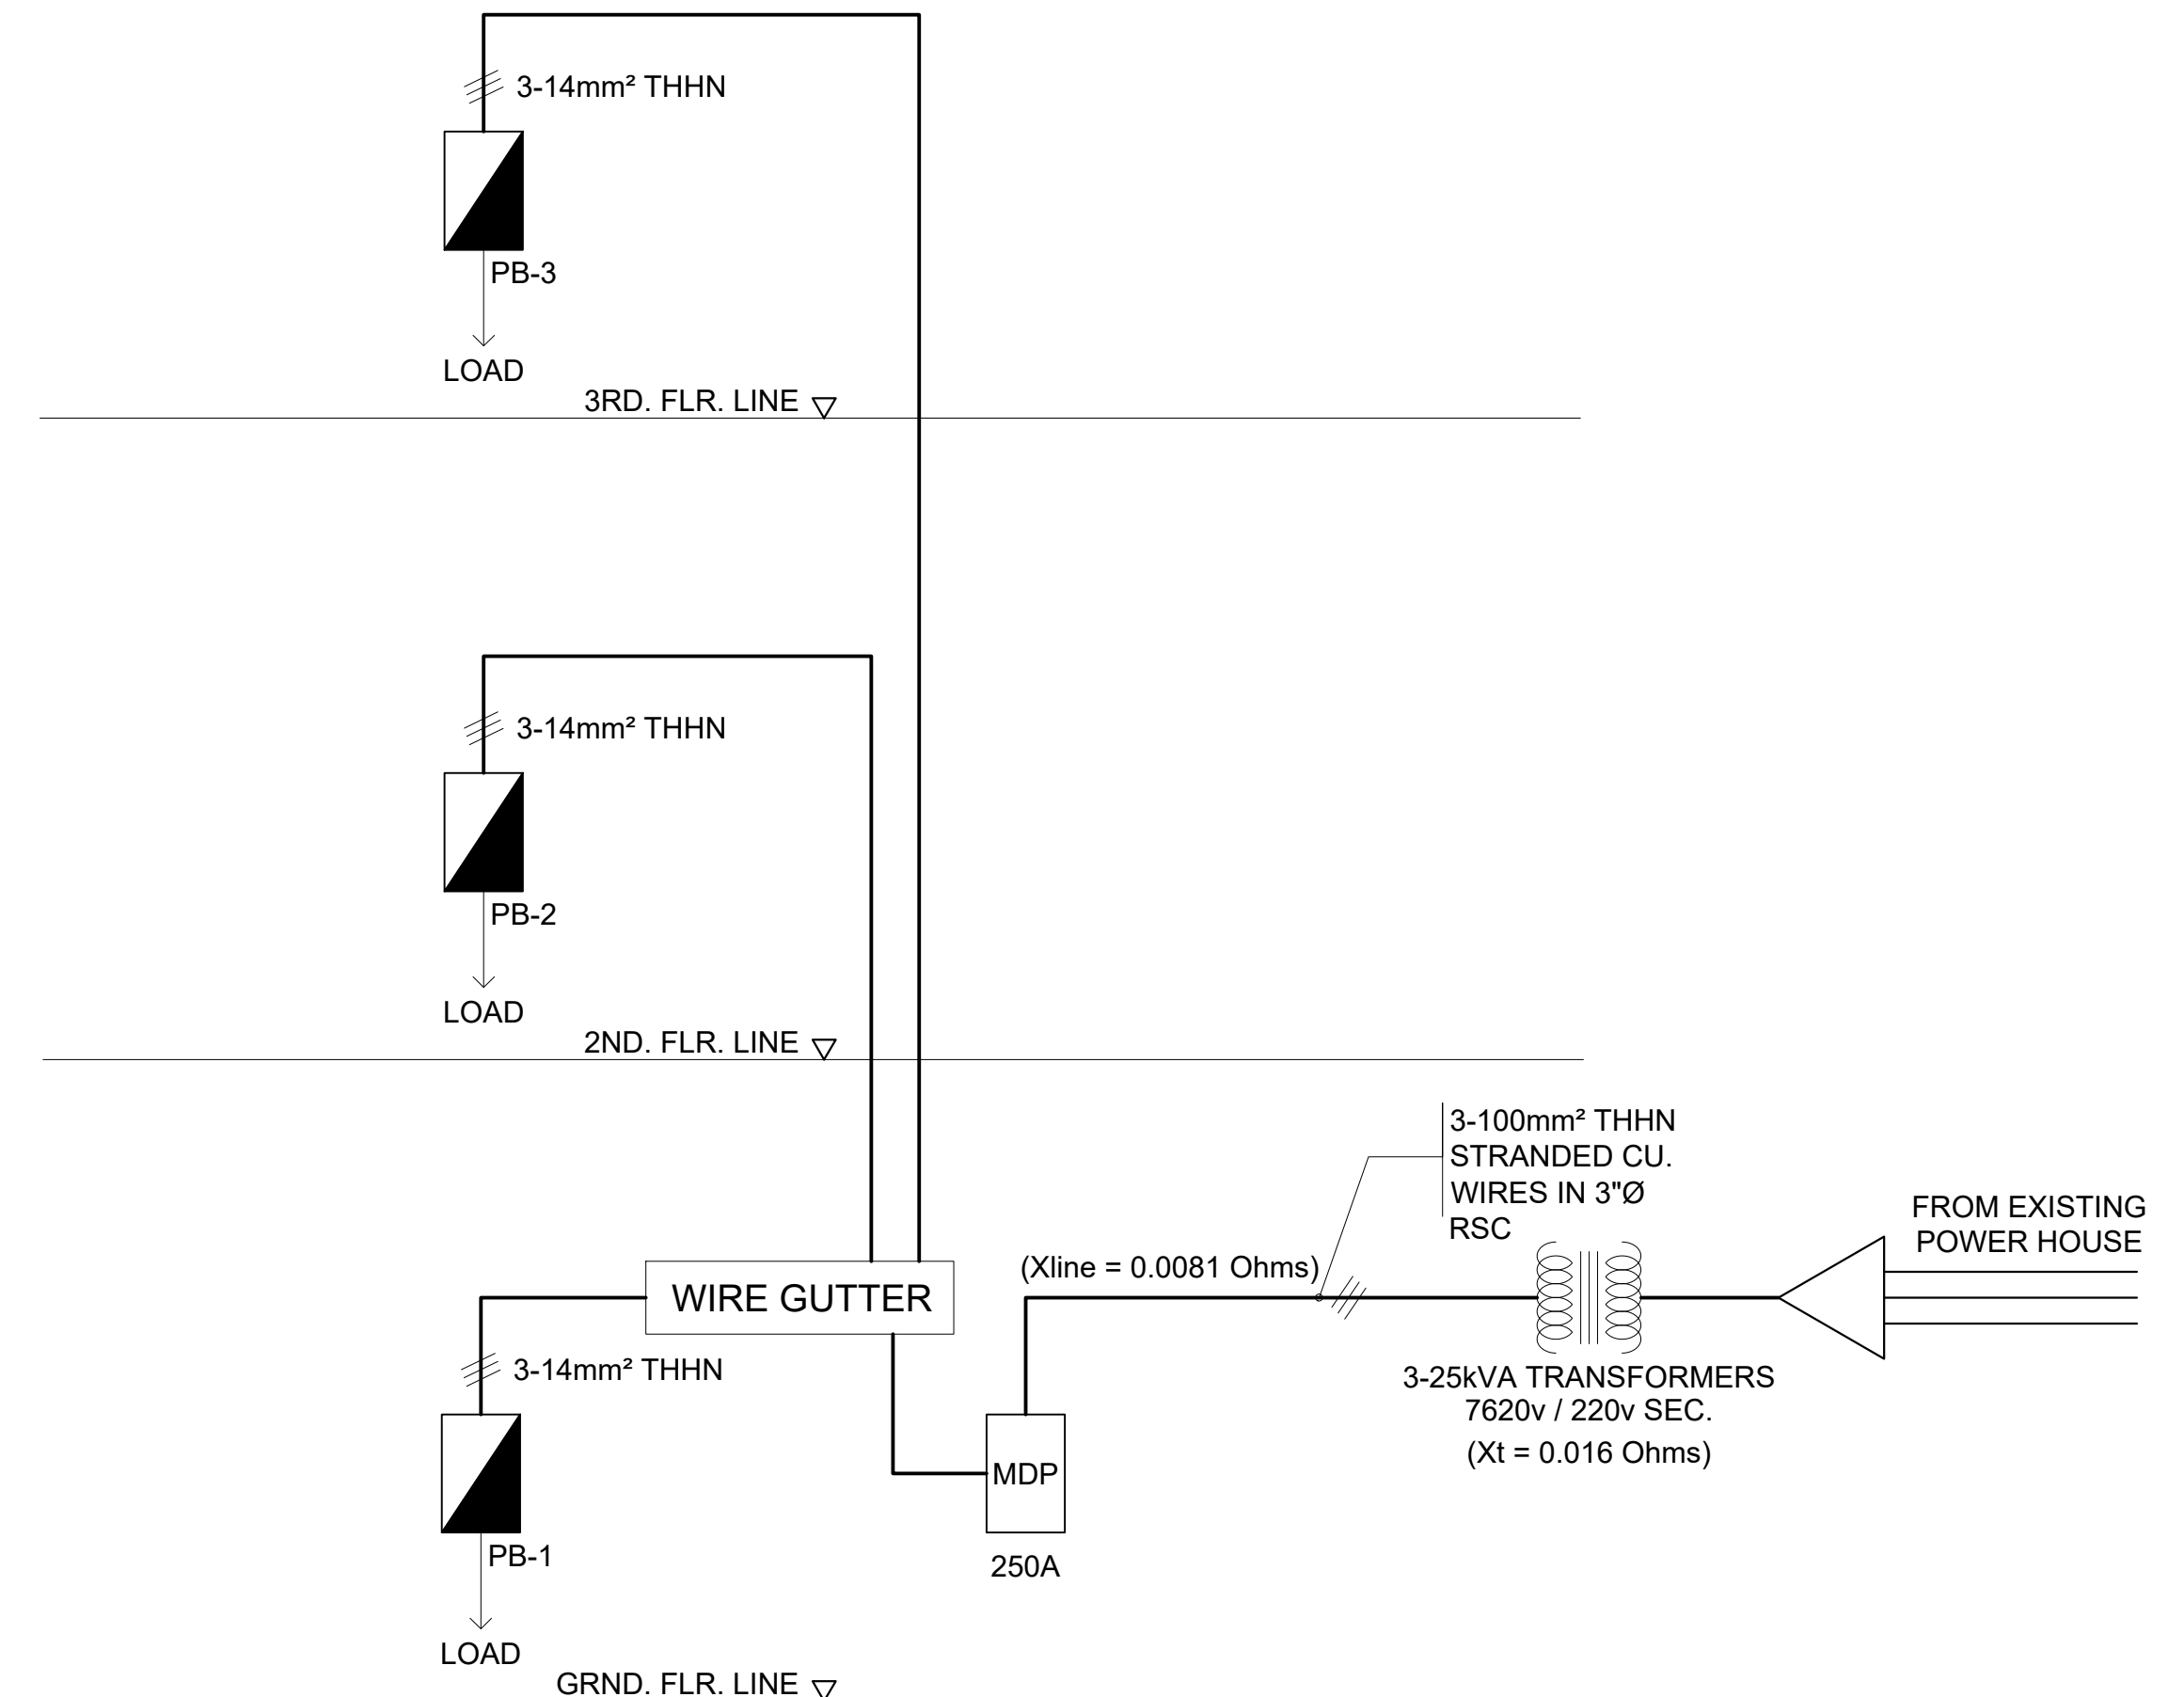 3-14mm² THHN
PB-3
LOAD
3RD. FLR. LINE
3-14mm² THHN
PB-2
LOAD
2ND. FLR. LINE
3-100mm² THHN
STRANDED CU.
WIRES IN 3"Ø
RSC
FROM EXISTING
POWER HOUSE
(Xline = 0.0081 Ohms)
WIRE GUTTER
3-14mm² THHN
3-25kVA TRANSFORMERS
7620v / 220v SEC.
(Xt = 0.016 Ohms)
MDP
250A
PB-1
LOAD
GRND. FLR. LINE